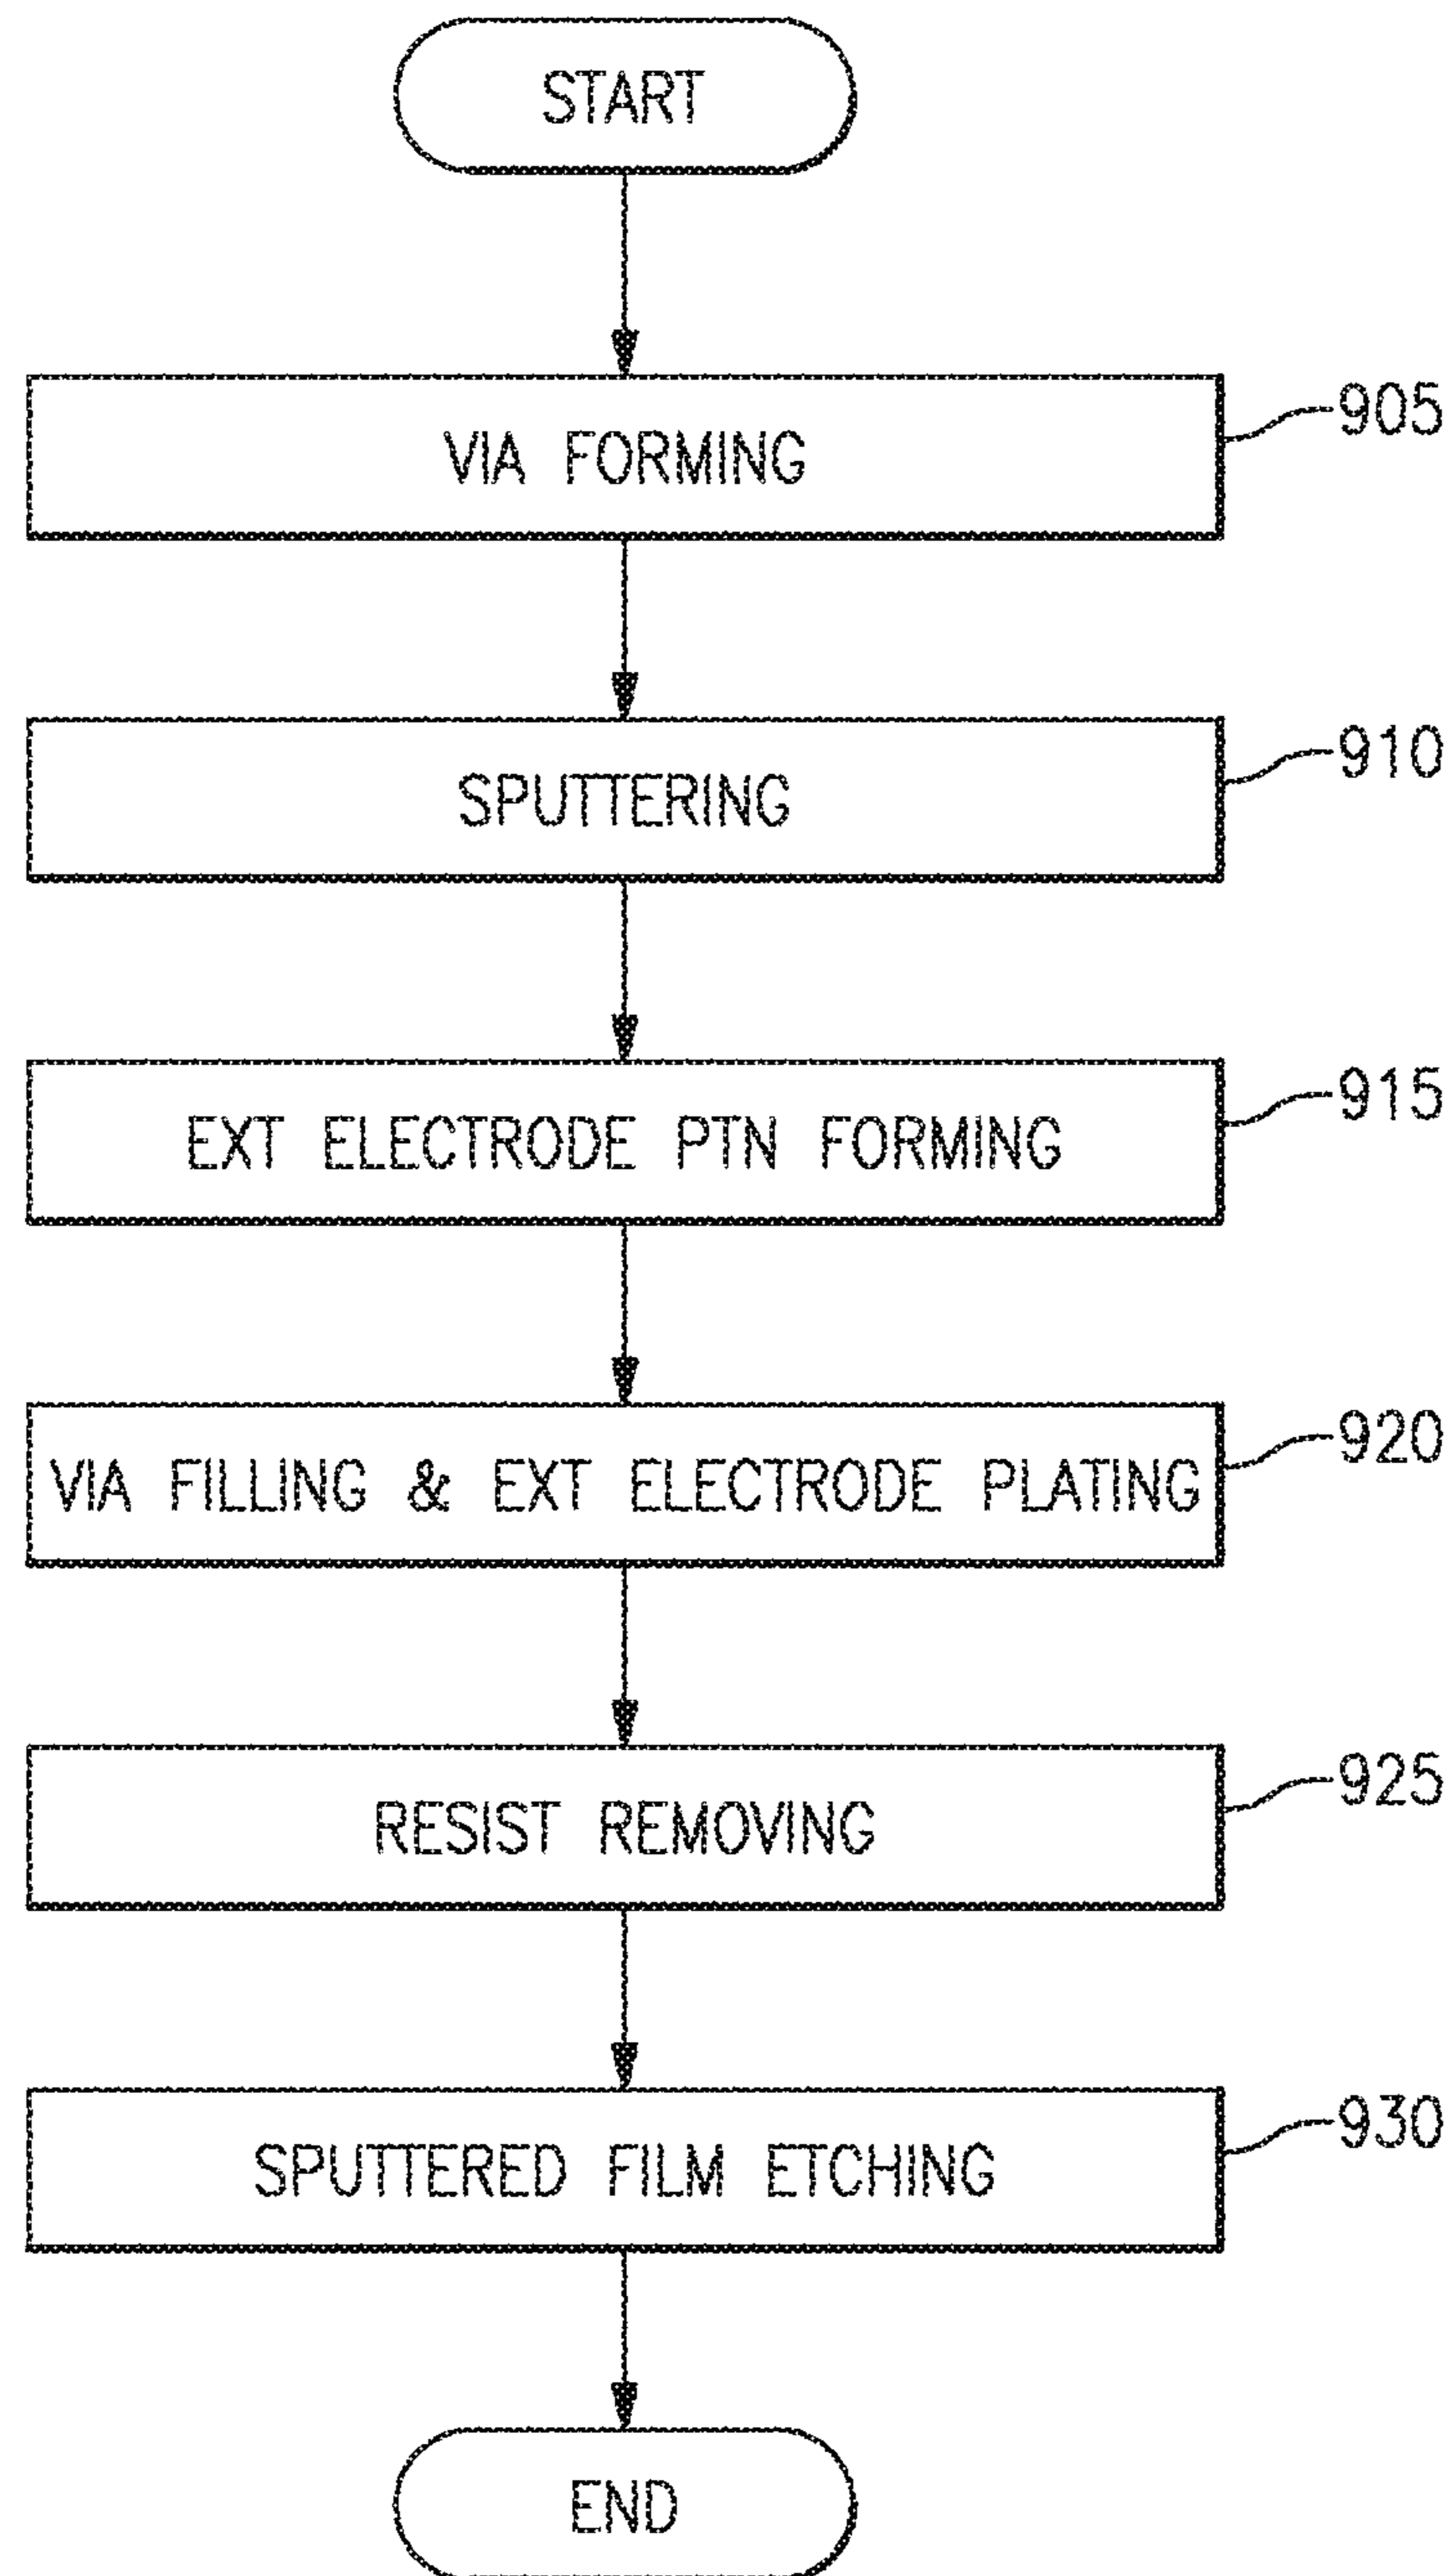 START
VIA FORMING
905
SPUTTERING
910
EXT ELECTRODE PTN FORMING
915
VIA FILLING & EXT ELECTRODE PLATING
920
RESIST REMOVING
925
SPUTTERED FILM ETCHING
930
END